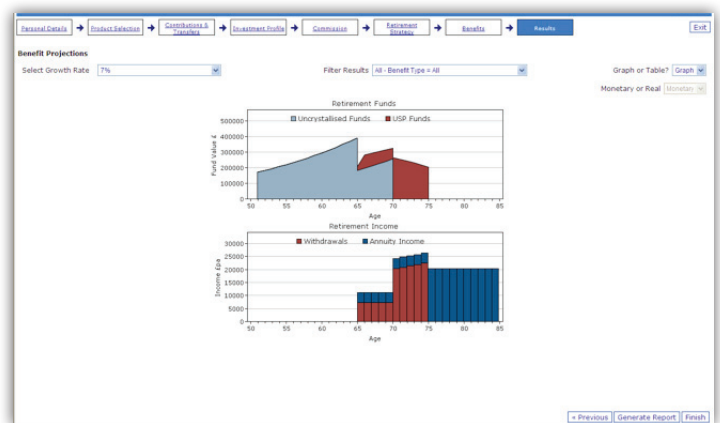 Personal Details
Product Selection
Contributions &
Transfers
Investment Profile
Commission
Retirement
Strategy
Benefits
Results
Exit
Benefit Projections
Select Growth Rate 7%
Filter Results All - Benefit Type = All
Graph or Table? Graph
Monetary or Real Monetary
Retirement Funds
Uncrystallised Funds USP Funds
Fund Value £
500000
400000
300000
200000
100000
0
50 55 60 65 70 75 80 85
Age
Retirement Income
Withdrawals Annuity Income
Income £pa
30000
25000
20000
15000
10000
5000
0
50 55 60 65 70 75 80 85
Age
« Previous Generate Report Finish